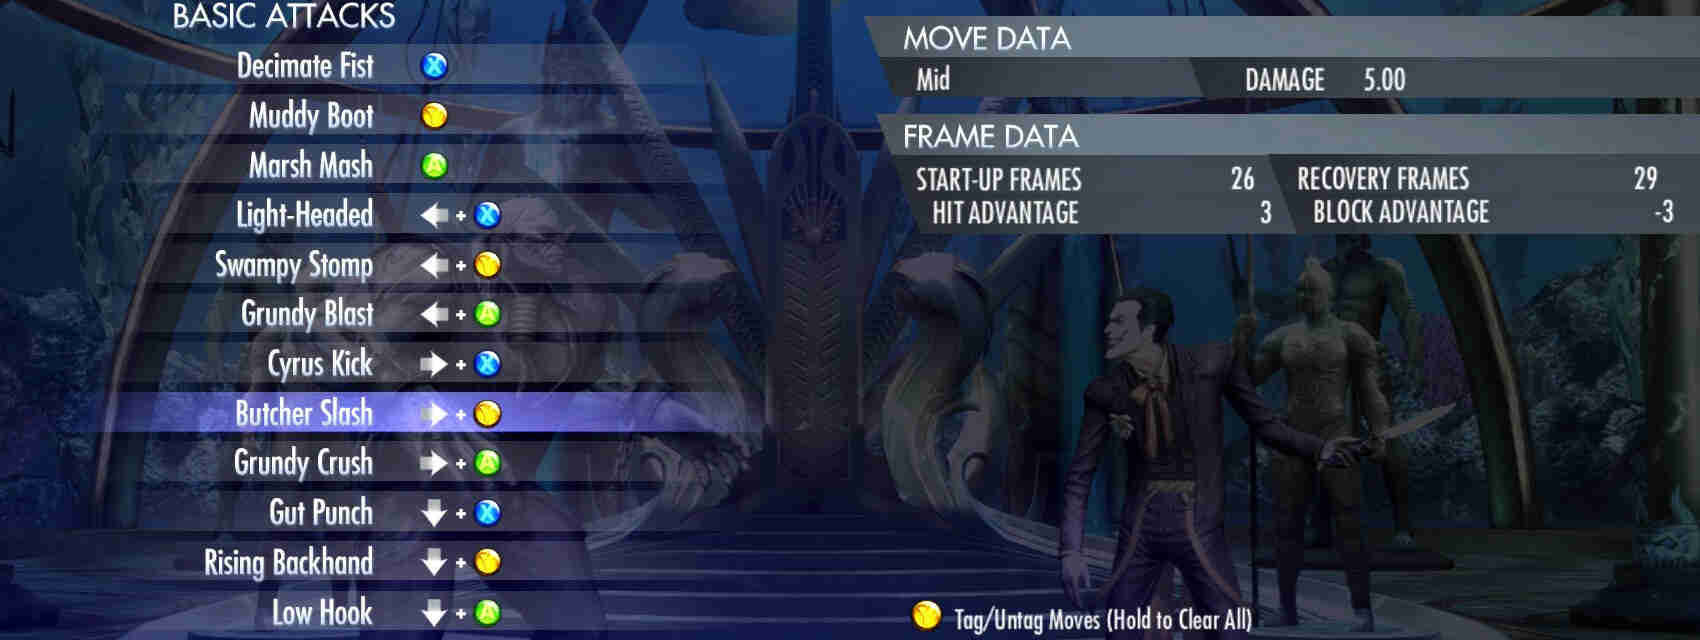 BASIC ATTACKS
Decimate Fist X
Muddy Boot Y
Marsh Mash A
Light-Headed + X
Swampy Stomp + Y
Grundy Blast + A
Cyrus Kick + X
Butcher Slash + Y
Grundy Crush + A
Gut Punch + X
Rising Backhand + Y
Low Hook + A
MOVE DATA
Mid DAMAGE 5.00
FRAME DATA
START-UP FRAMES 26 RECOVERY FRAMES 29
HIT ADVANTAGE 3 BLOCK ADVANTAGE -3
Y Tag/Untag Moves (Hold to Clear All)